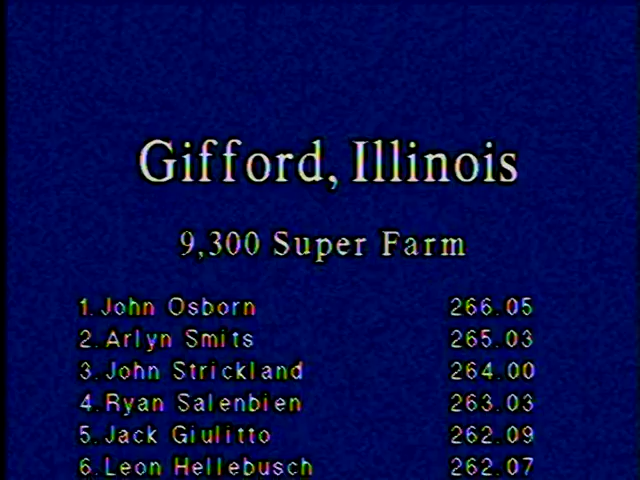 Gifford, Illinois
9,300 Super Farm
1. John Osborn 266.05
2. Arlyn Smits 265.03
3. John Strickland 264.00
4. Ryan Salenbien 263.03
5. Jack Giulitto 262.09
6. Leon Hellebusch 262.07